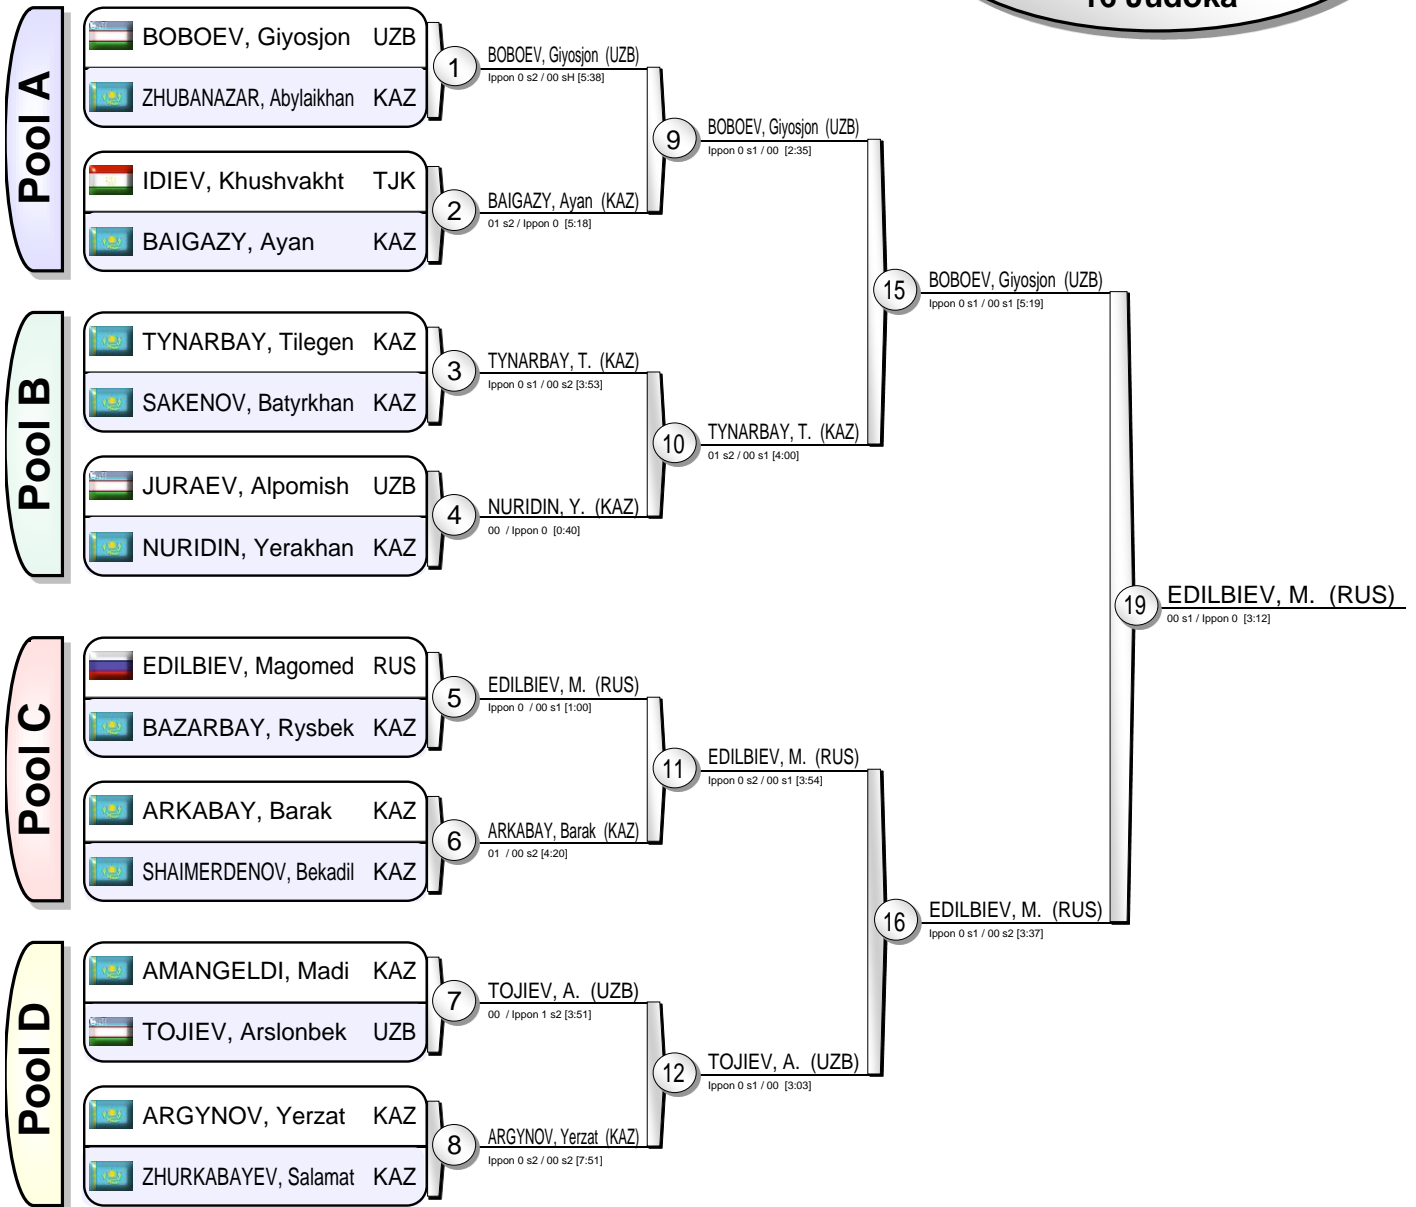 16 Judoka
Pool A
BOBOEV, Giyosjon UZB
ZHUBANAZAR, Abylaikhan KAZ
1
BOBOEV, Giyosjon (UZB)
Ippon 0 s2 / 00 sH [5:38]
IDIEV, Khushvakht TJK
BAIGAZY, Ayan KAZ
2
BAIGAZY, Ayan (KAZ)
01 s2 / Ippon 0 [5:18]
9
BOBOEV, Giyosjon (UZB)
Ippon 0 s1 / 00 [2:35]
Pool B
TYNARBAY, Tilegen KAZ
SAKENOV, Batyrkhan KAZ
3
TYNARBAY, T. (KAZ)
Ippon 0 s1 / 00 s2 [3:53]
JURAEV, Alpomish UZB
NURIDIN, Yerakhan KAZ
4
NURIDIN, Y. (KAZ)
00 / Ippon 0 [0:40]
10
TYNARBAY, T. (KAZ)
01 s2 / 00 s1 [4:00]
15
BOBOEV, Giyosjon (UZB)
Ippon 0 s1 / 00 s1 [5:19]
Pool C
EDILBIEV, Magomed RUS
BAZARBAY, Rysbek KAZ
5
EDILBIEV, M. (RUS)
Ippon 0 / 00 s1 [1:00]
ARKABAY, Barak KAZ
SHAIMERDENOV, Bekadil KAZ
6
ARKABAY, Barak (KAZ)
01 / 00 s2 [4:20]
11
EDILBIEV, M. (RUS)
Ippon 0 s2 / 00 s1 [3:54]
Pool D
AMANGELDI, Madi KAZ
TOJIEV, Arslonbek UZB
7
TOJIEV, A. (UZB)
00 / Ippon 1 s2 [3:51]
ARGYNOV, Yerzat KAZ
ZHURKABAYEV, Salamat KAZ
8
ARGYNOV, Yerzat (KAZ)
Ippon 0 s2 / 00 s2 [7:51]
12
TOJIEV, A. (UZB)
Ippon 0 s1 / 00 [3:03]
16
EDILBIEV, M. (RUS)
Ippon 0 s1 / 00 s2 [3:37]
19
EDILBIEV, M. (RUS)
00 s1 / Ippon 0 [3:12]